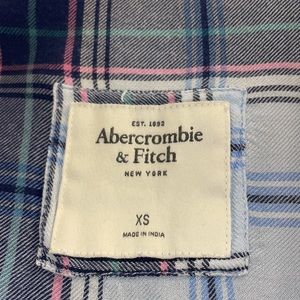 EST. 1892
Abercrombie
& Fitch
NEW YORK
XS
MADE IN INDIA